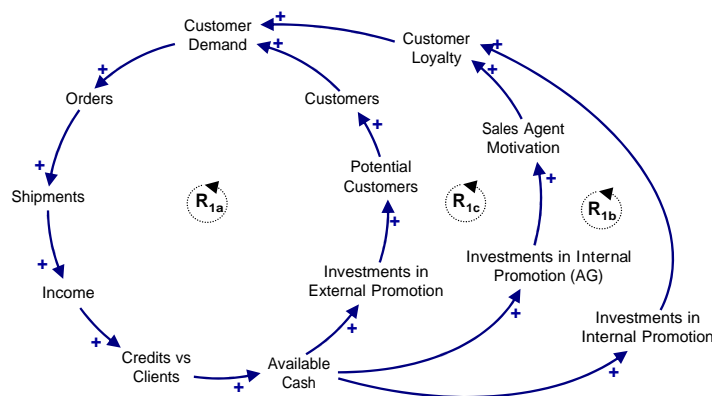 Customer
Demand
+
+
+
Customer
Loyalty
+
+
Orders
Customers
+
+
Sales Agent
Motivation
+
Shipments
Potential
Customers
+
R1a
R1c
R1b
+
Income
Investments in
External Promotion
+
Investments in Internal
Promotion (AG)
+
Investments in
Internal Promotion
+
+
Credits vs
Clients
+
Available
Cash
+